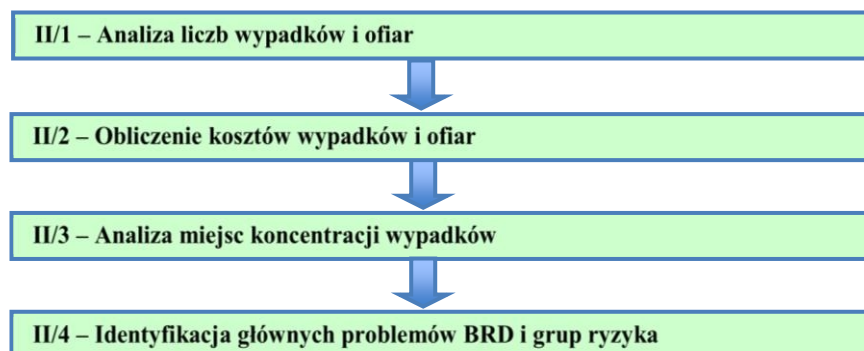 II/1 – Analiza liczb wypadków i ofiar
II/2 – Obliczenie kosztów wypadków i ofiar
II/3 – Analiza miejsc koncentracji wypadków
II/4 – Identyfikacja głównych problemów BRD i grup ryzyka